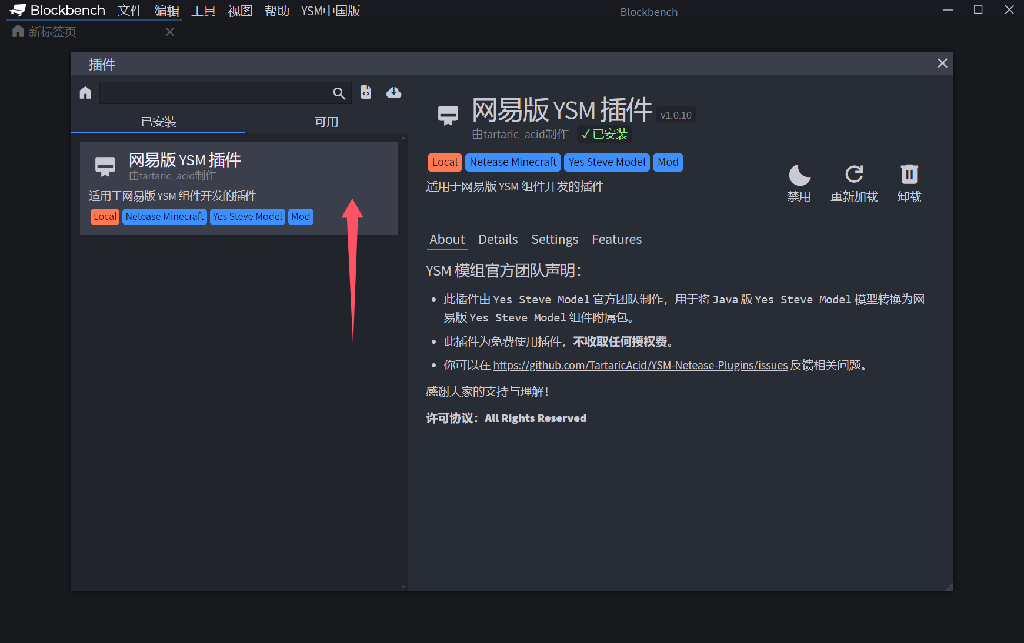 Blockbench 文件 编辑 工具 视图 帮助 YSM中国版
Blockbench
新标签页
插件
已安装
可用
网易版 YSM 插件
由tartaric_acid制作
适用于网易版 YSM 组件开发的插件
Local Netease Minecraft Yes Steve Model Mod
网易版 YSM 插件 v1.0.10
由tartaric_acid制作 ✓已安装
Local Netease Minecraft Yes Steve Model Mod
适用于网易版 YSM 组件开发的插件
禁用 重新加载 卸载
About Details Settings Features
YSM 模组官方团队声明：
• 此插件由 Yes Steve Model 官方团队制作，用于将 Java 版 Yes Steve Model 模型转换为网
易版 Yes Steve Model 组件附属包。
• 此插件为免费使用插件，不收取任何授权费。
• 你可以在 https://github.com/TartaricAcid/YSM-Netease-Plugins/issues 反馈相关问题。
感谢大家的支持与理解！
许可协议：All Rights Reserved